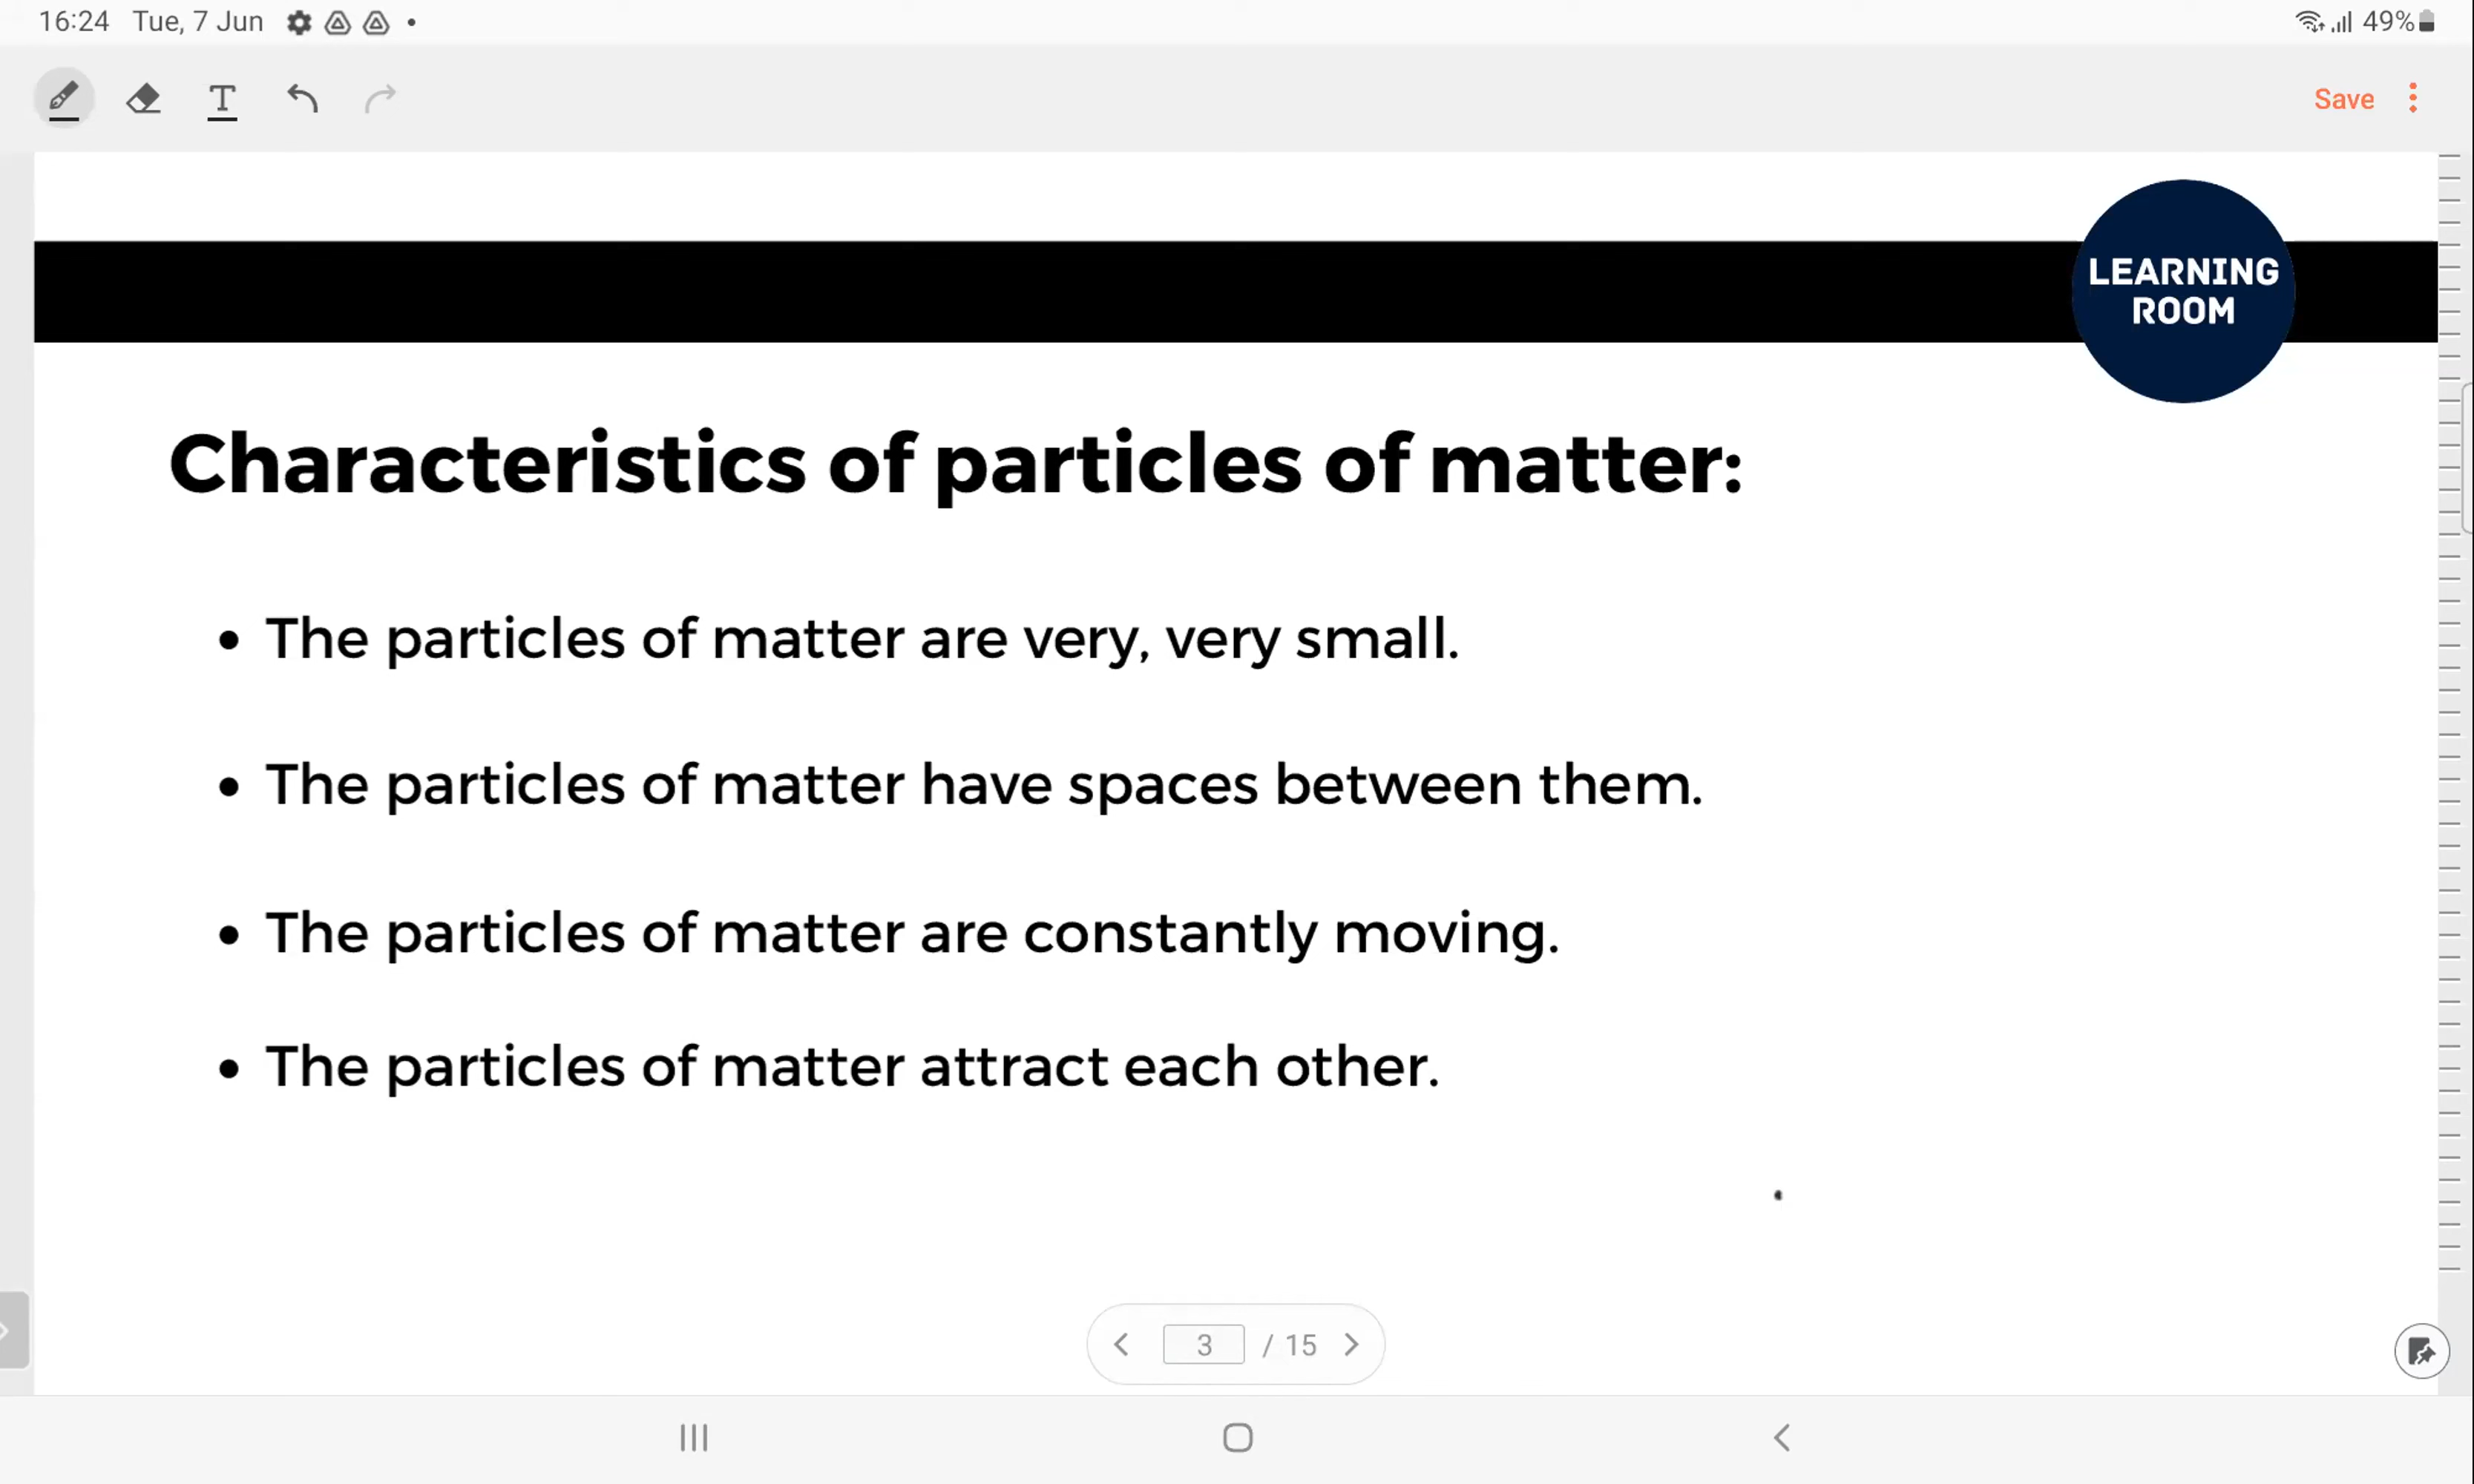 16:24 Tue, 7 Jun
49%
T
Save
LEARNING
ROOM
Characteristics of particles of matter:
• The particles of matter are very, very small.
• The particles of matter have spaces between them.
• The particles of matter are constantly moving.
• The particles of matter attract each other.
3 / 15